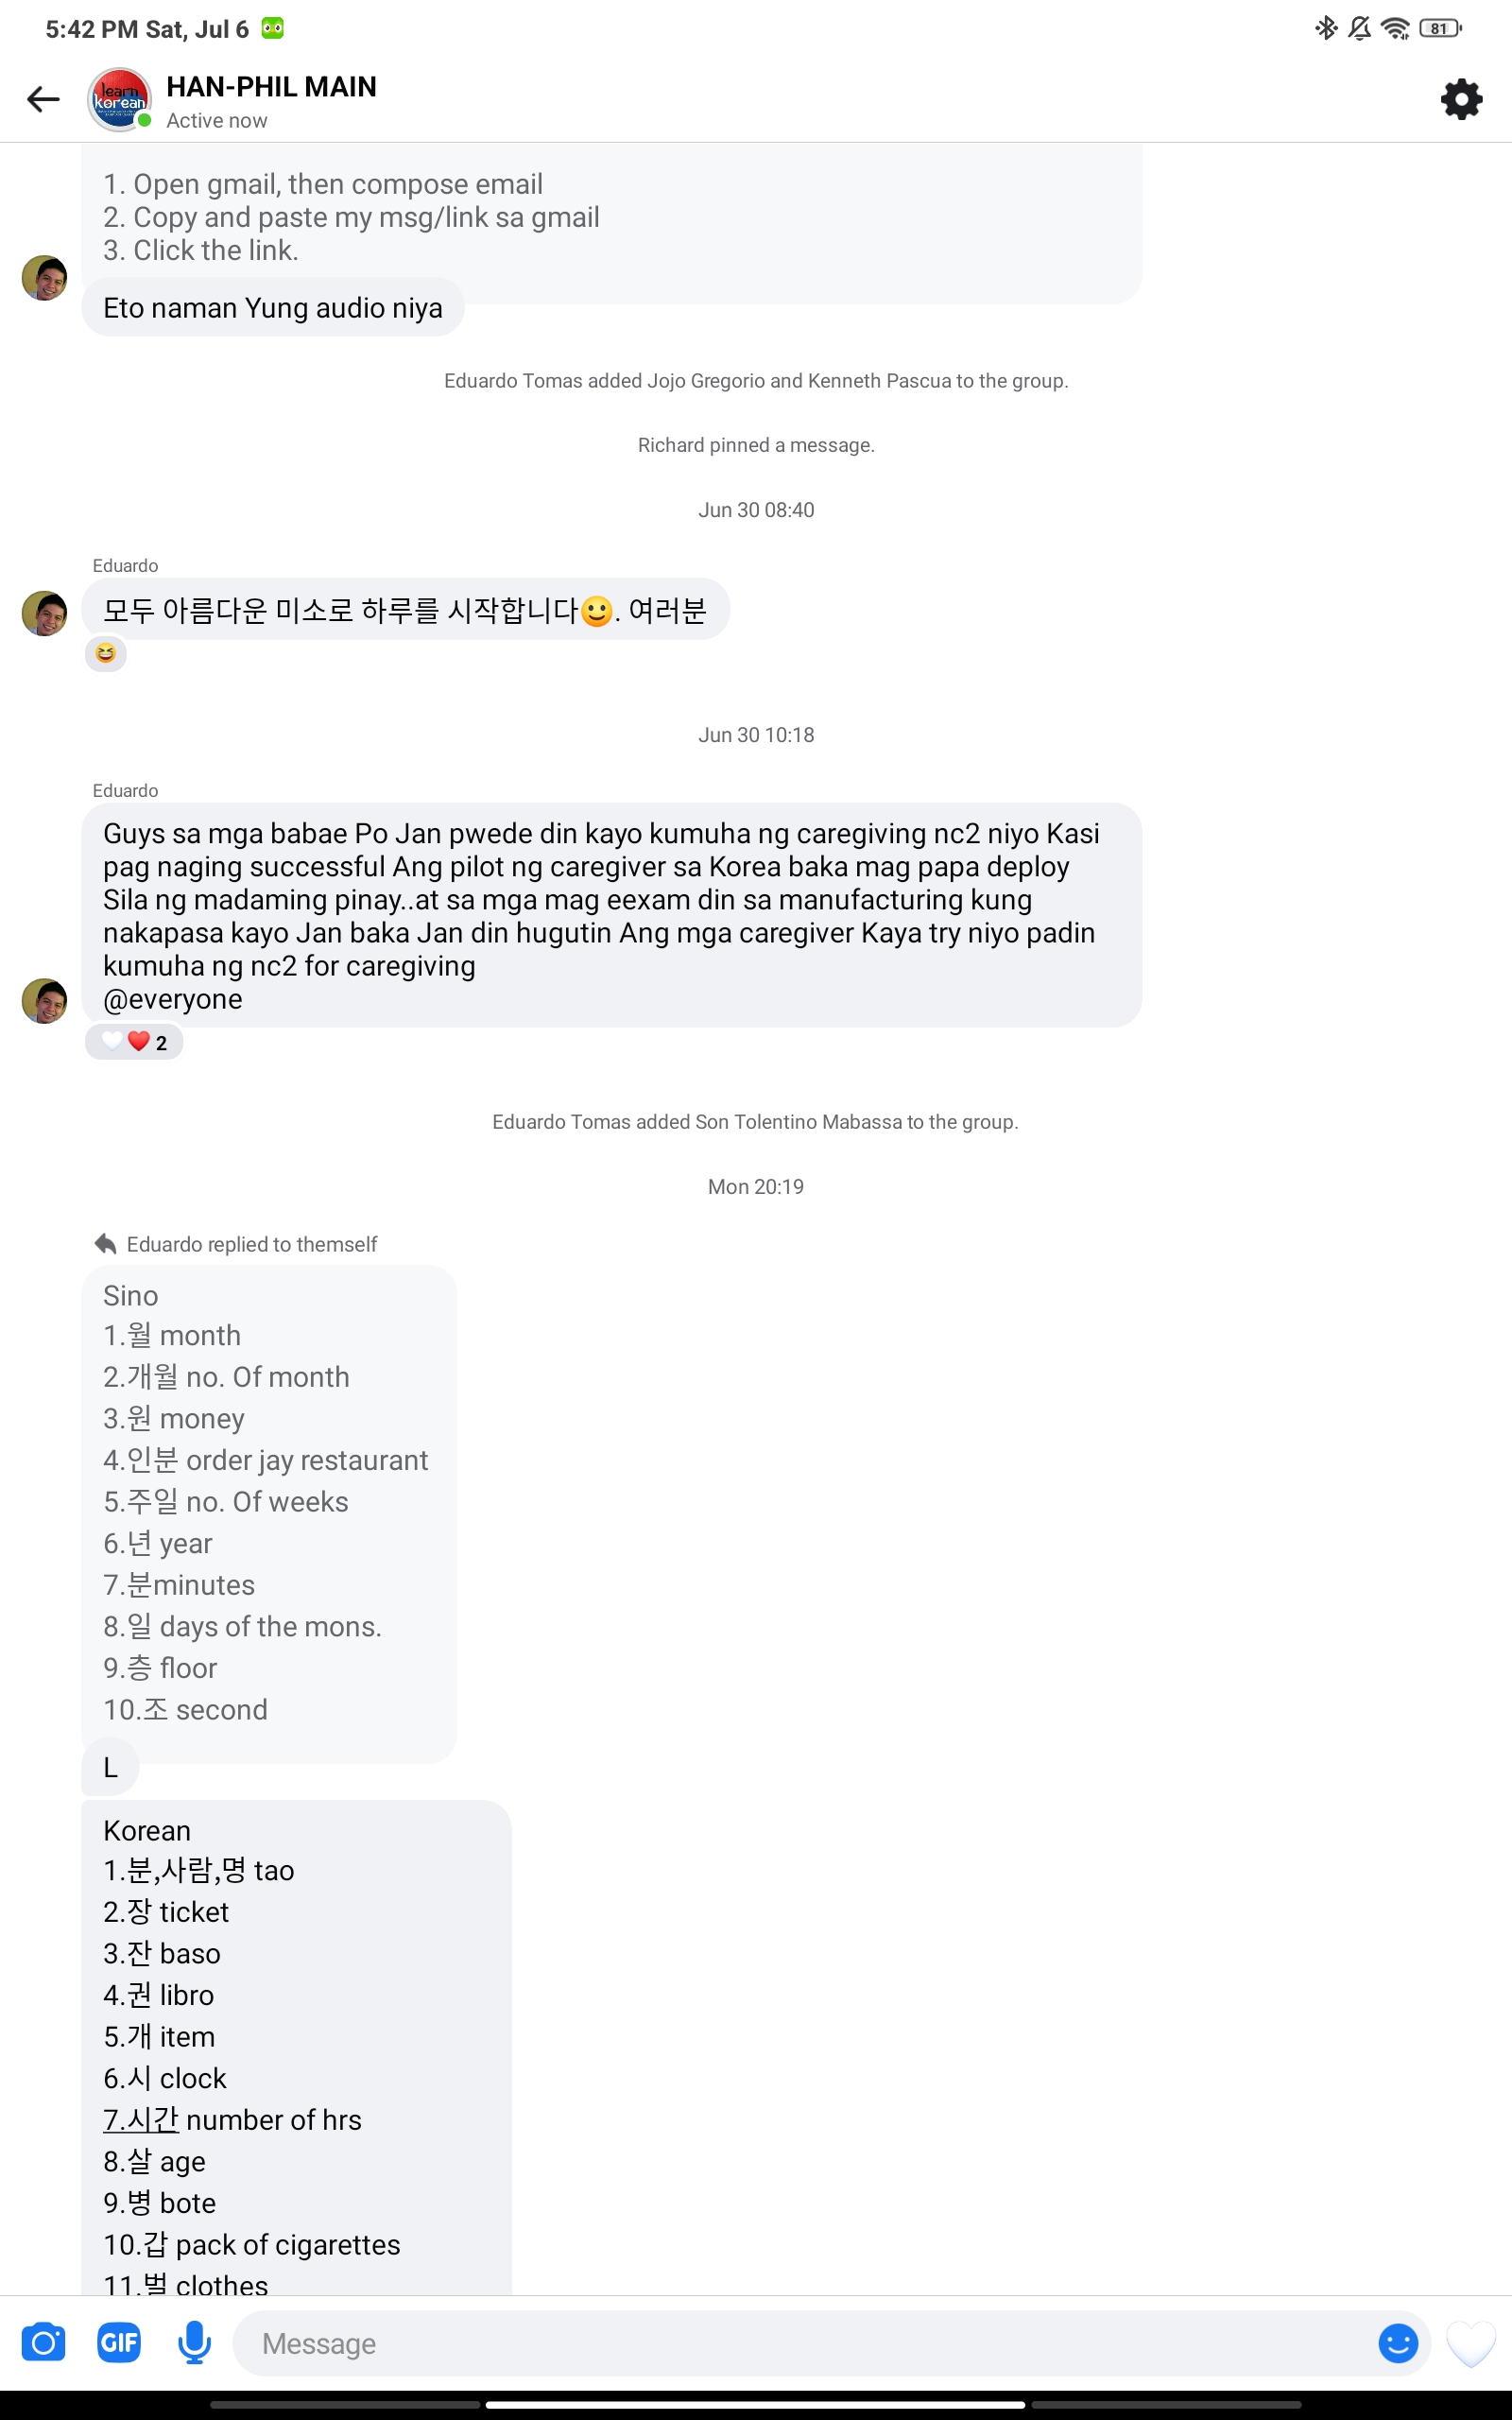 5:42 PM Sat, Jul 6
81
learn
korean
HAN-PHIL MAIN
Active now
1. Open gmail, then compose email
2. Copy and paste my msg/link sa gmail
3. Click the link.
Eto naman Yung audio niya
Eduardo Tomas added Jojo Gregorio and Kenneth Pascua to the group.
Richard pinned a message.
Jun 30 08:40
Eduardo
모두 아름다운 미소로 하루를 시작합니다🙂. 여러분
Jun 30 10:18
Eduardo
Guys sa mga babae Po Jan pwede din kayo kumuha ng caregiving nc2 niyo Kasi
pag naging successful Ang pilot ng caregiver sa Korea baka mag papa deploy
Sila ng madaming pinay..at sa mga mag eexam din sa manufacturing kung
nakapasa kayo Jan baka Jan din hugutin Ang mga caregiver Kaya try niyo padin
kumuha ng nc2 for caregiving
@everyone
2
Eduardo Tomas added Son Tolentino Mabassa to the group.
Mon 20:19
Eduardo replied to themself
Sino
1.월 month
2.개월 no. Of month
3.원 money
4.인분 order jay restaurant
5.주일 no. Of weeks
6.년 year
7.분minutes
8.일 days of the mons.
9.층 floor
10.조 second
L
Korean
1.분,사람,명 tao
2.장 ticket
3.잔 baso
4.권 libro
5.개 item
6.시 clock
7.시간 number of hrs
8.살 age
9.병 bote
10.갑 pack of cigarettes
11.벌 clothes
GIF
Message